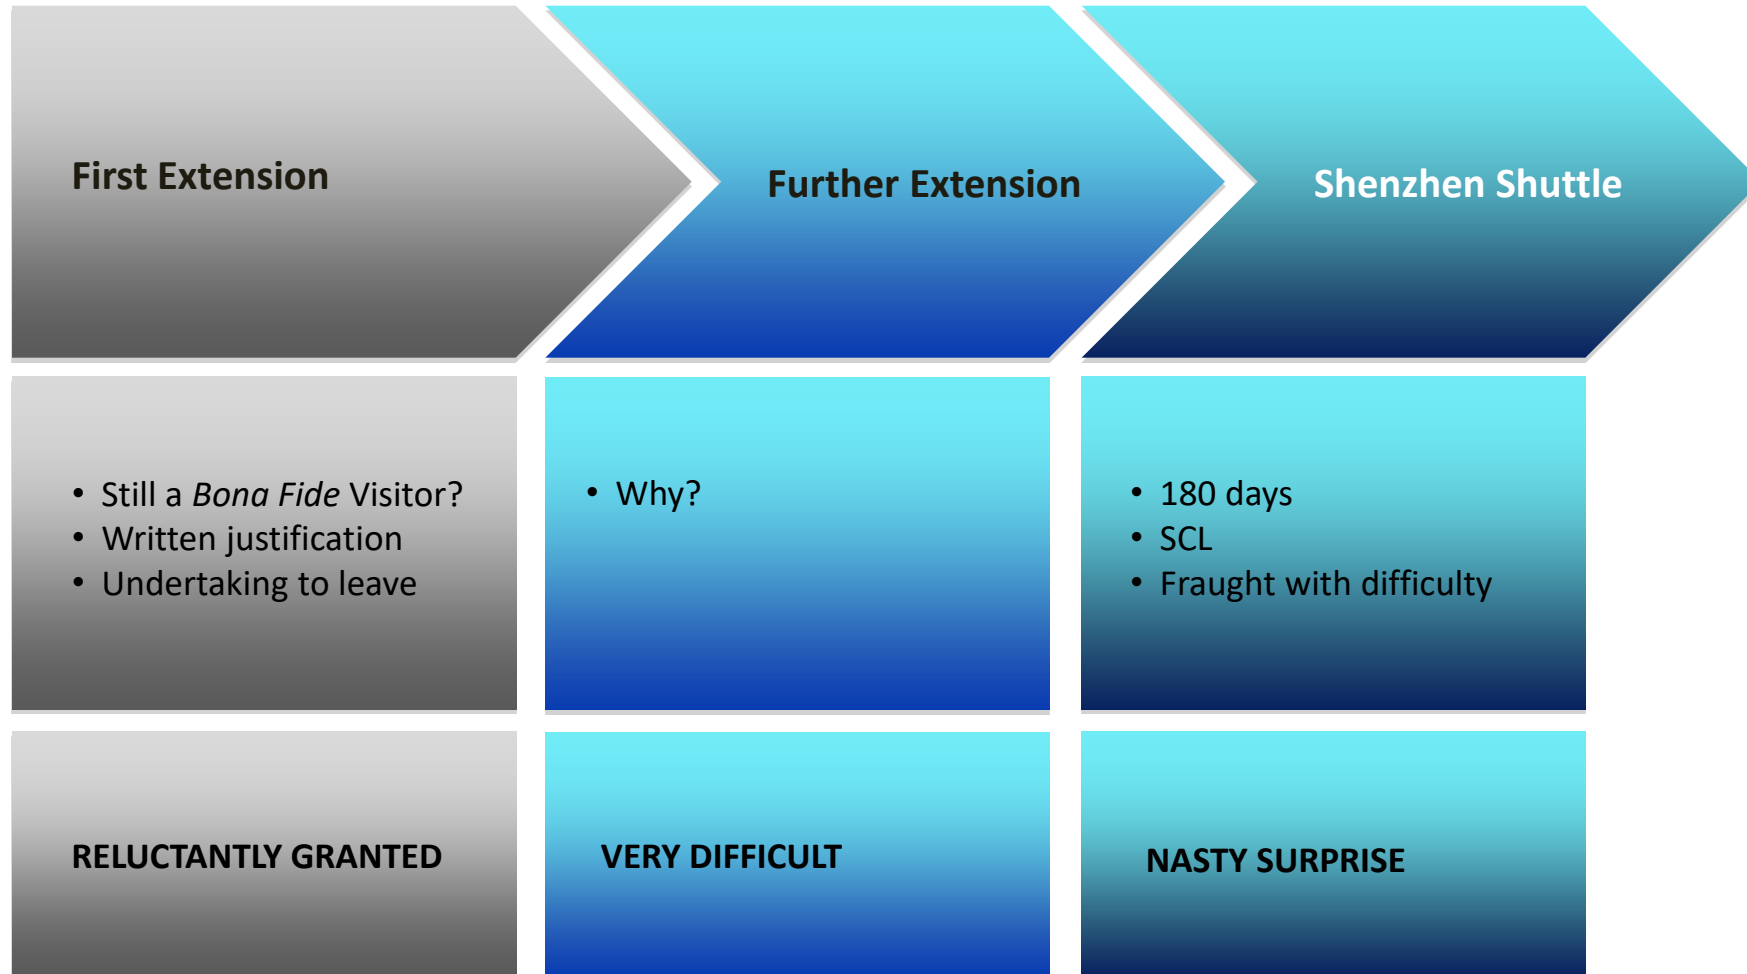 First Extension
Further Extension
Shenzhen Shuttle
• Still a Bona Fide Visitor?
• Written justification
• Undertaking to leave
• Why?
• 180 days
• SCL
• Fraught with difficulty
RELUCTANTLY GRANTED
VERY DIFFICULT
NASTY SURPRISE